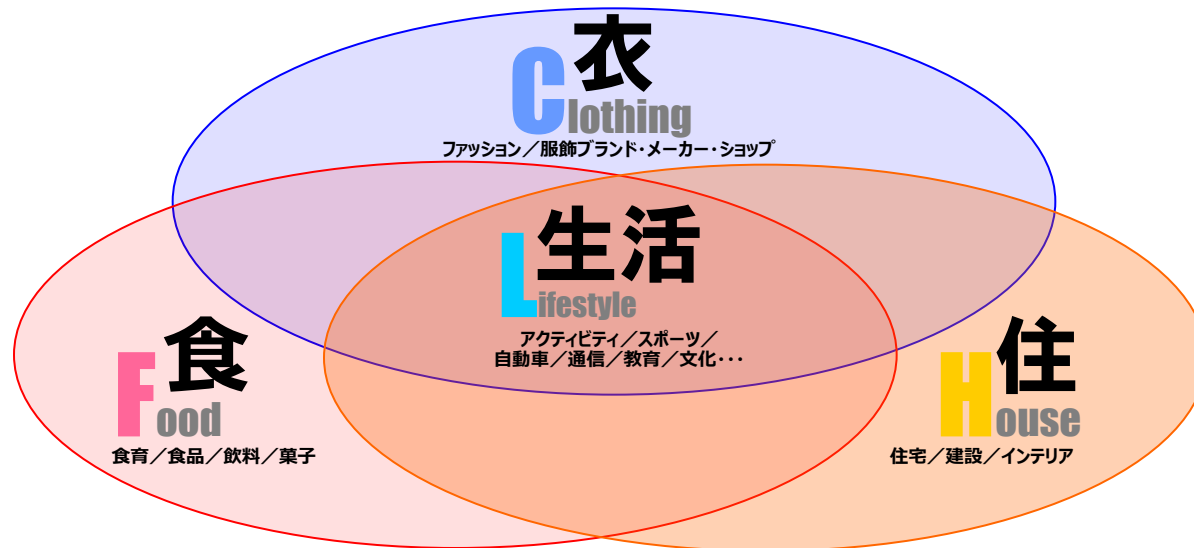 衣
Clothing
ファッション／服飾ブランド・メーカー・ショップ
生活
Lifestyle
アクティビティ／スポーツ／
自動車／通信／教育／文化・・・
食
Food
食育／食品／飲料／菓子
住
House
住宅／建設／インテリア